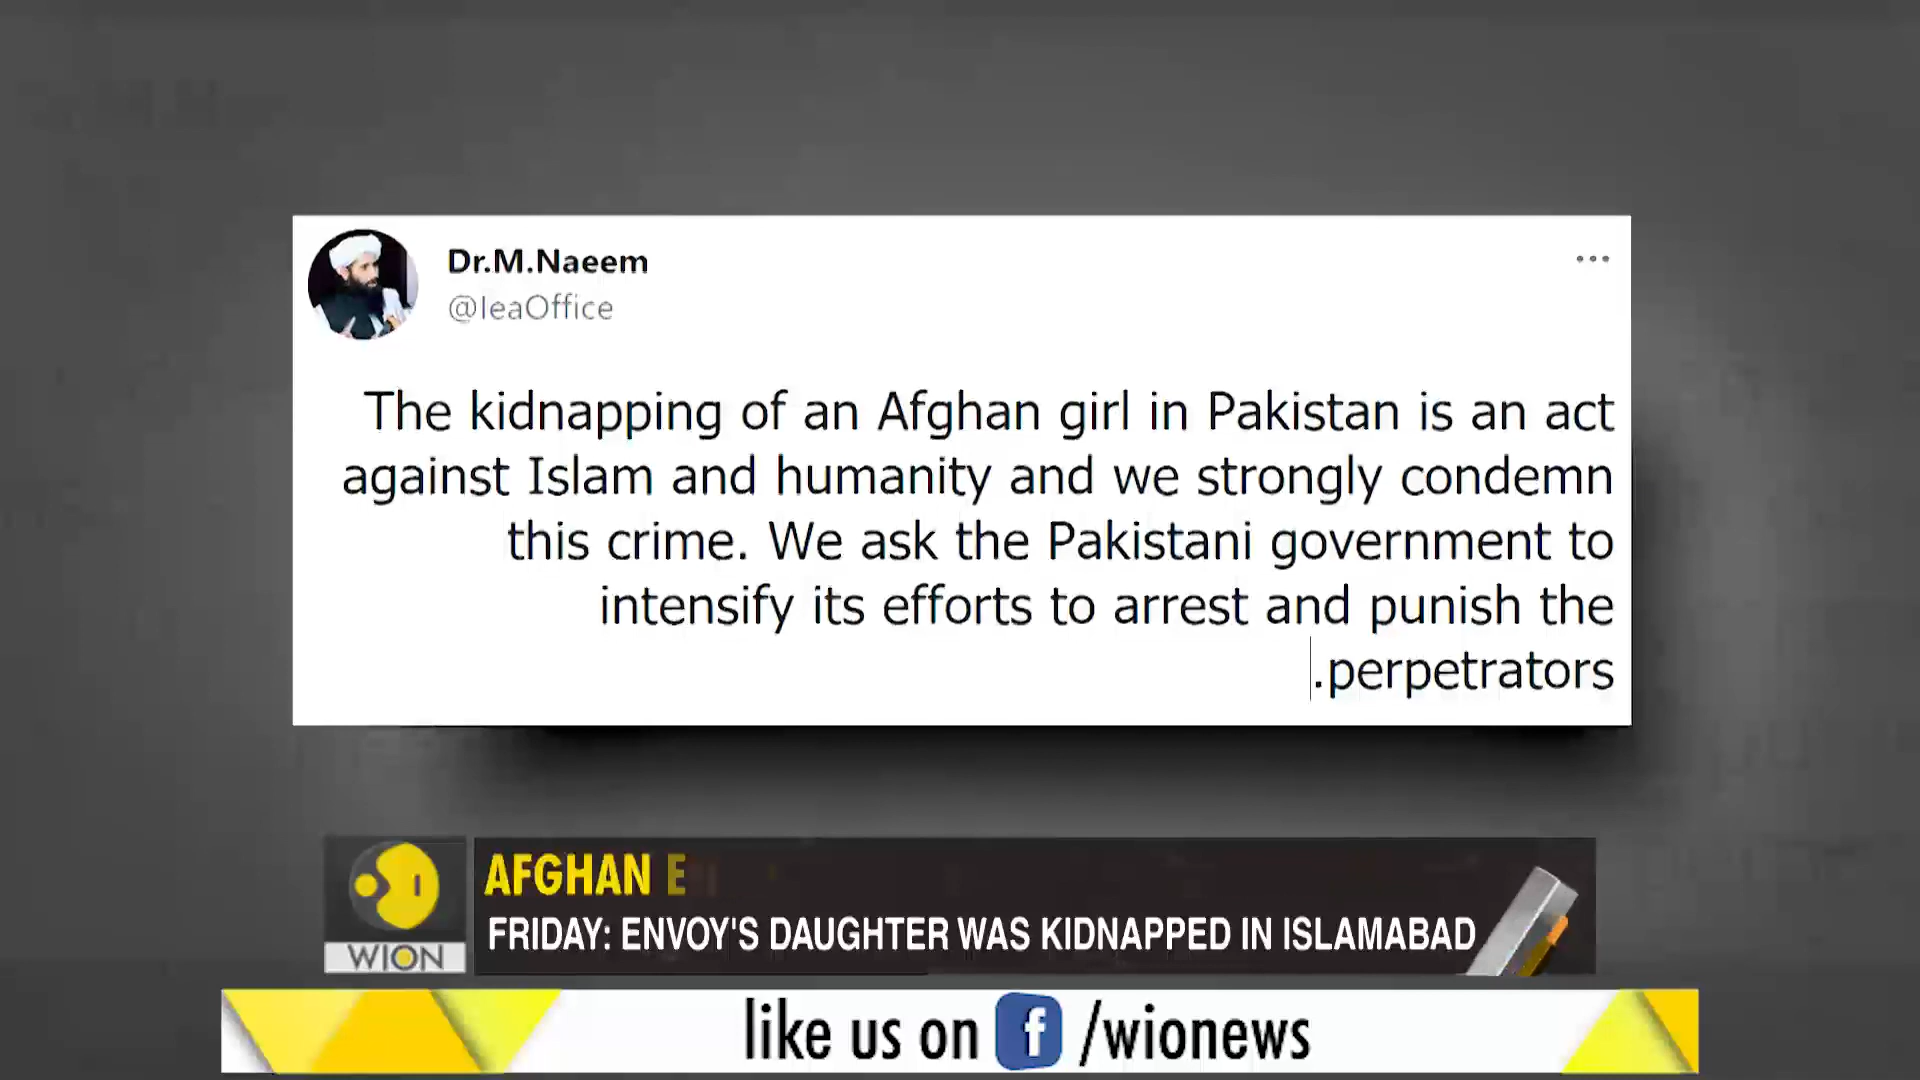 Dr.M.Naeem
@IeaOffice
The kidnapping of an Afghan girl in Pakistan is an act
against Islam and humanity and we strongly condemn
this crime. We ask the Pakistani government to
intensify its efforts to arrest and punish the
.perpetrators
AFGHAN E
FRIDAY: ENVOY'S DAUGHTER WAS KIDNAPPED IN ISLAMABAD
WION
like us on f /wionews